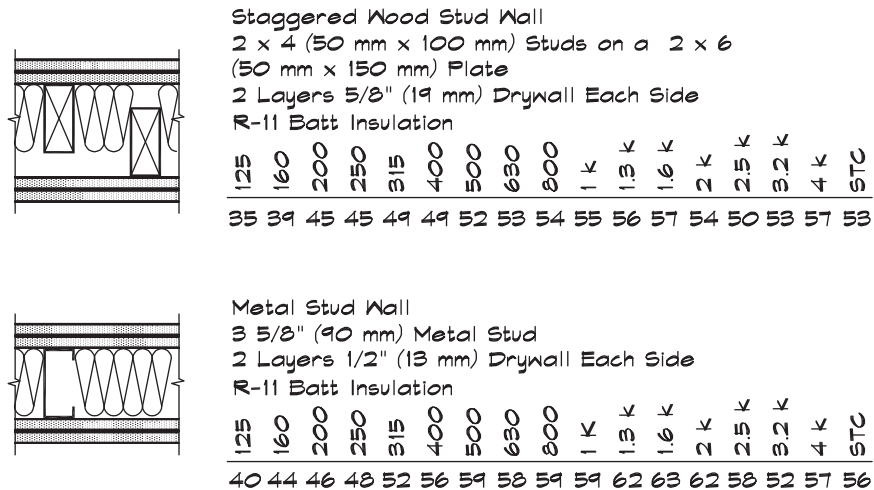 Staggered Wood Stud Wall
2 x 4 (50 mm x 100 mm) Studs on a 2 x 6
(50 mm x 150 mm) Plate
2 Layers 5/8" (19 mm) Drywall Each Side
R-11 Batt Insulation
125 160 200 250 315 400 500 630 800 1 K 1.3 K 1.6 K 2 K 2.5 K 3.2 K 4 K STC
35 39 45 45 49 49 52 53 54 55 56 57 54 50 53 57 53
Metal Stud Wall
3 5/8" (90 mm) Metal Stud
2 Layers 1/2" (13 mm) Drywall Each Side
R-11 Batt Insulation
125 160 200 250 315 400 500 630 800 1 K 1.3 K 1.6 K 2 K 2.5 K 3.2 K 4 K STC
40 44 46 48 52 56 59 58 59 59 62 63 62 58 52 57 56